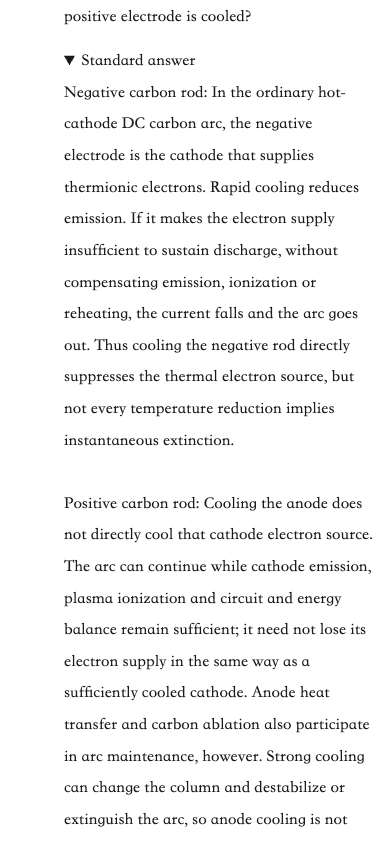 positive electrode is cooled?
▼ Standard answer
Negative carbon rod: In the ordinary hot-
cathode DC carbon arc, the negative
electrode is the cathode that supplies
thermionic electrons. Rapid cooling reduces
emission. If it makes the electron supply
insufficient to sustain discharge, without
compensating emission, ionization or
reheating, the current falls and the arc goes
out. Thus cooling the negative rod directly
suppresses the thermal electron source, but
not every temperature reduction implies
instantaneous extinction.
Positive carbon rod: Cooling the anode does
not directly cool that cathode electron source.
The arc can continue while cathode emission,
plasma ionization and circuit and energy
balance remain sufficient; it need not lose its
electron supply in the same way as a
sufficiently cooled cathode. Anode heat
transfer and carbon ablation also participate
in arc maintenance, however. Strong cooling
can change the column and destabilize or
extinguish the arc, so anode cooling is not